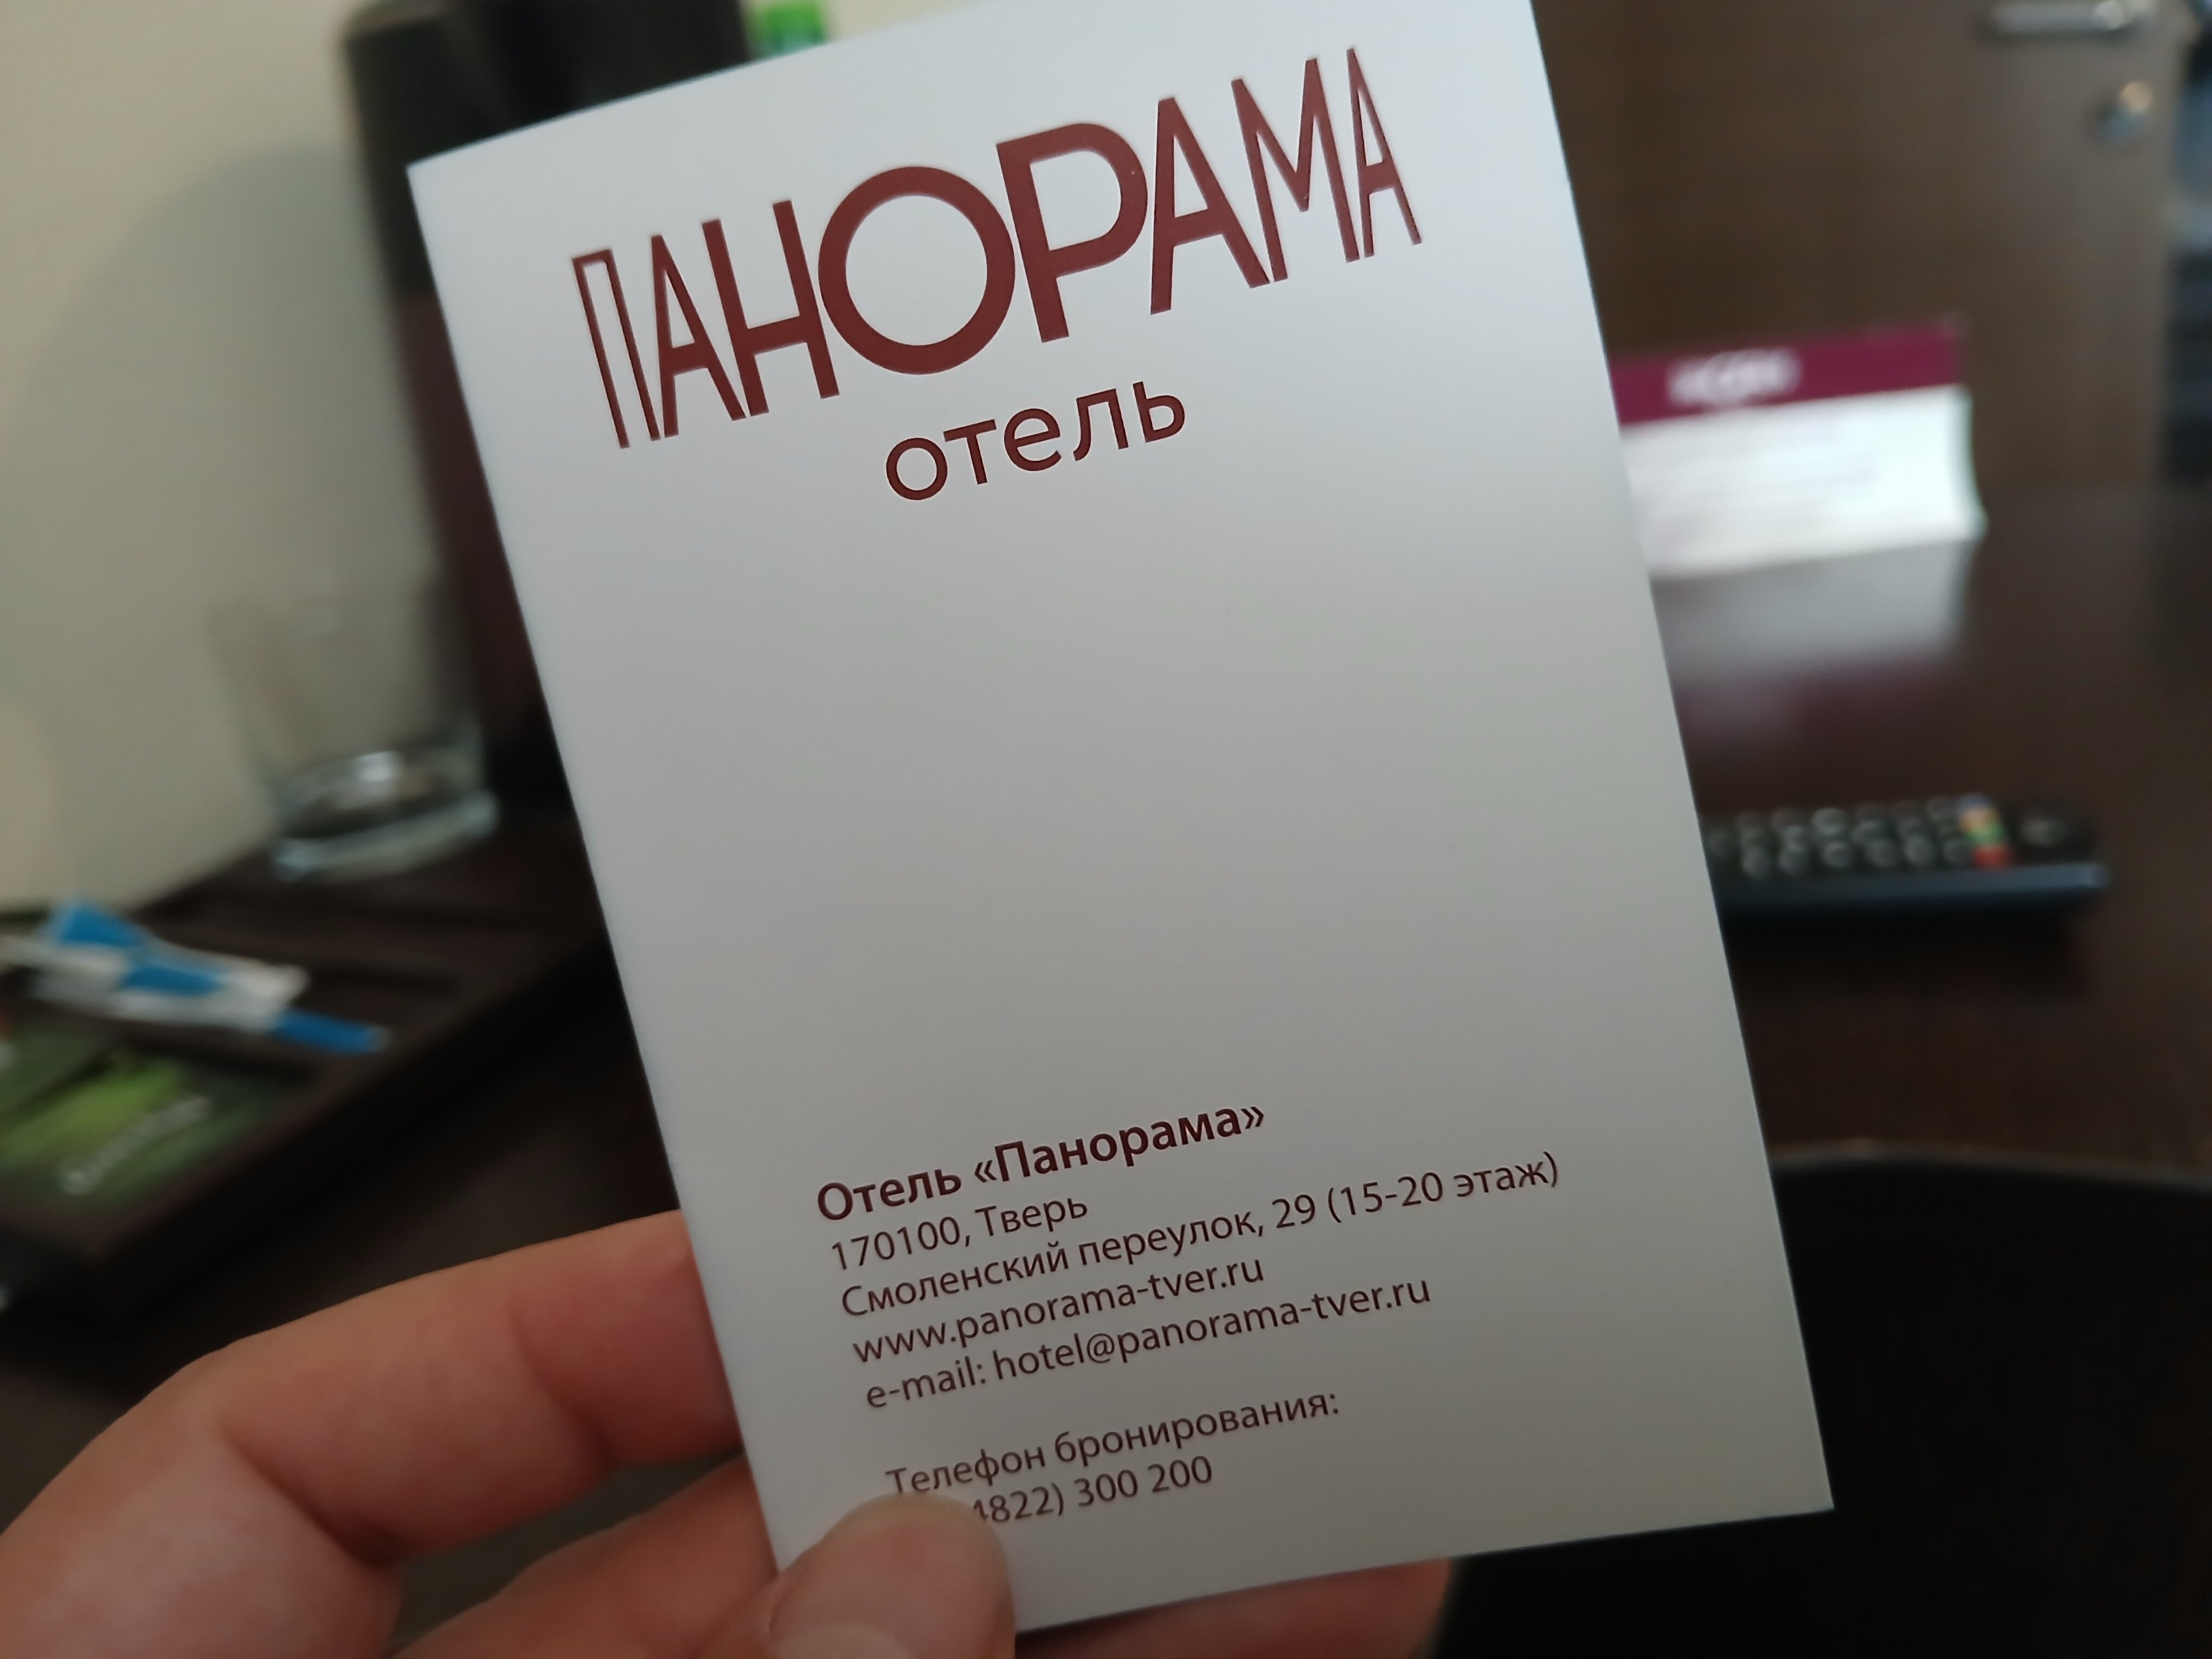 ПАНОРАМА
отель
Отель «Панорама»
170100, Тверь
Смоленский переулок, 29 (15-20 этаж)
www.panorama-tver.ru
e-mail: hotel@panorama-tver.ru
Телефон бронирования:
4822) 300 200